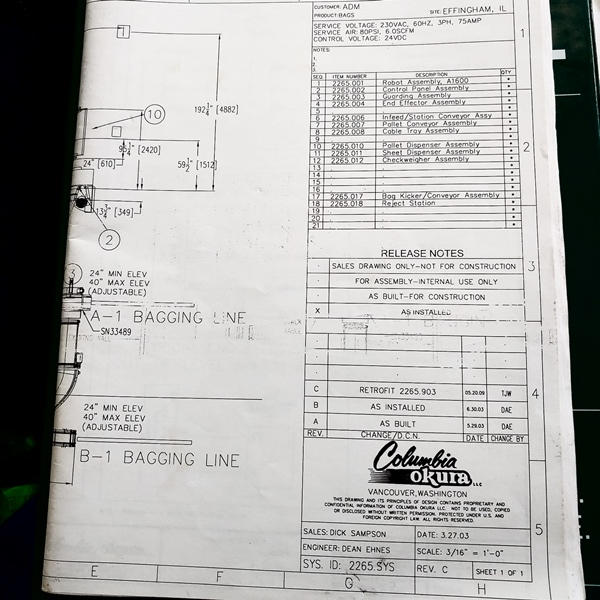 CUSTOMER: ADM
SITE: EFFINGHAM, IL
PRODUCT: BAGS
SERVICE VOLTAGE: 230VAC, 60HZ, 3PH, 75AMP
SERVICE AIR: 80PSI, 6.0SCFM
CONTROL VOLTAGE: 24VDC
NOTES:
1.
2.
3.
SEQ ITEM NUMBER DESCRIPTION QTY
1 2265.001 Robot Assembly, A1600
2 2265.002 Control Panel Assembly
3 2265.003 Guarding Assembly
4 2265.004 End Effector Assembly
5
6 2265.006 Infeed/Station Conveyor Assy
7 2265.007 Pallet Conveyor Assembly
8 2265.008 Cable Tray Assembly
9
10 2265.010 Pallet Dispenser Assembly
11 2265.011 Sheet Dispenser Assembly
12 2265.012 Checkweigher Assembly
13
14
15
16
17 2265.017 Bag Kicker/Conveyor Assembly
18 2265.018 Reject Station
19
20
21
RELEASE NOTES
SALES DRAWING ONLY-NOT FOR CONSTRUCTION
FOR ASSEMBLY-INTERNAL USE ONLY
AS BUILT-FOR CONSTRUCTION
X AS INSTALLED
C RETROFIT 2265.903 05.20.09 TJW
B AS INSTALLED 6.30.03 DAE
A AS BUILT 5.29.03 DAE
REV. CHANGE/D.C.N. DATE CHANGE BY
Columbia
okura LLC
VANCOUVER, WASHINGTON
THIS DRAWING AND ITS PRINCIPLES OF DESIGN CONTAINS PROPRIETARY AND
CONFIDENTIAL INFORMATION OF COLUMBIA OKURA LLC. NOT TO BE USED, COPIED
OR DISCLOSED WITHOUT WRITTEN PERMISSION. PROTECTED UNDER U.S. AND
FOREIGN COPYRIGHT LAW. ALL RIGHTS RESERVED.
SALES: DICK SAMPSON DATE: 3.27.03
ENGINEER: DEAN EHNES SCALE: 3/16" = 1'-0"
SYS. ID: 2265.SYS REV. C SHEET 1 OF 1
1
2
3
4
5
E F G H
192 1/4" [4882]
10
[2420]
24" [610]
59 1/2" [1512]
13 3/4" [349]
2
3
24" MIN ELEV
40" MAX ELEV
(ADJUSTABLE)
A-1 BAGGING LINE
SN33489
24" MIN ELEV
40" MAX ELEV
(ADJUSTABLE)
B-1 BAGGING LINE